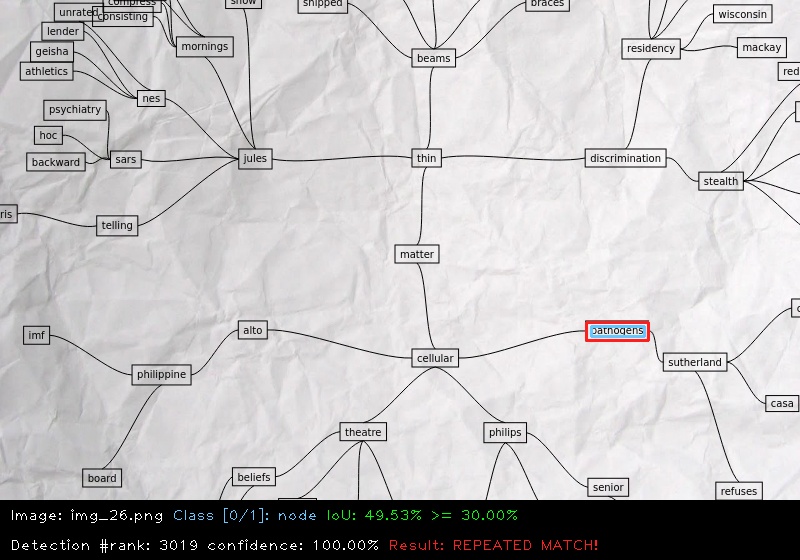 show
shipped
braces
compress
unrated
consisting
wisconsin
lender
mornings
residency
mackay
geisha
beams
athletics
nes
psychiatry
hoc
backward
sars
jules
thin
discrimination
stealth
telling
matter
imf
alto
pathogens
philippine
cellular
sutherland
casa
theatre
philips
board
beliefs
senior
refuses
Image: img_26.png Class [0/1]: node IoU: 49.53% >= 30.00%
Detection #rank: 3019 confidence: 100.00% Result: REPEATED MATCH!